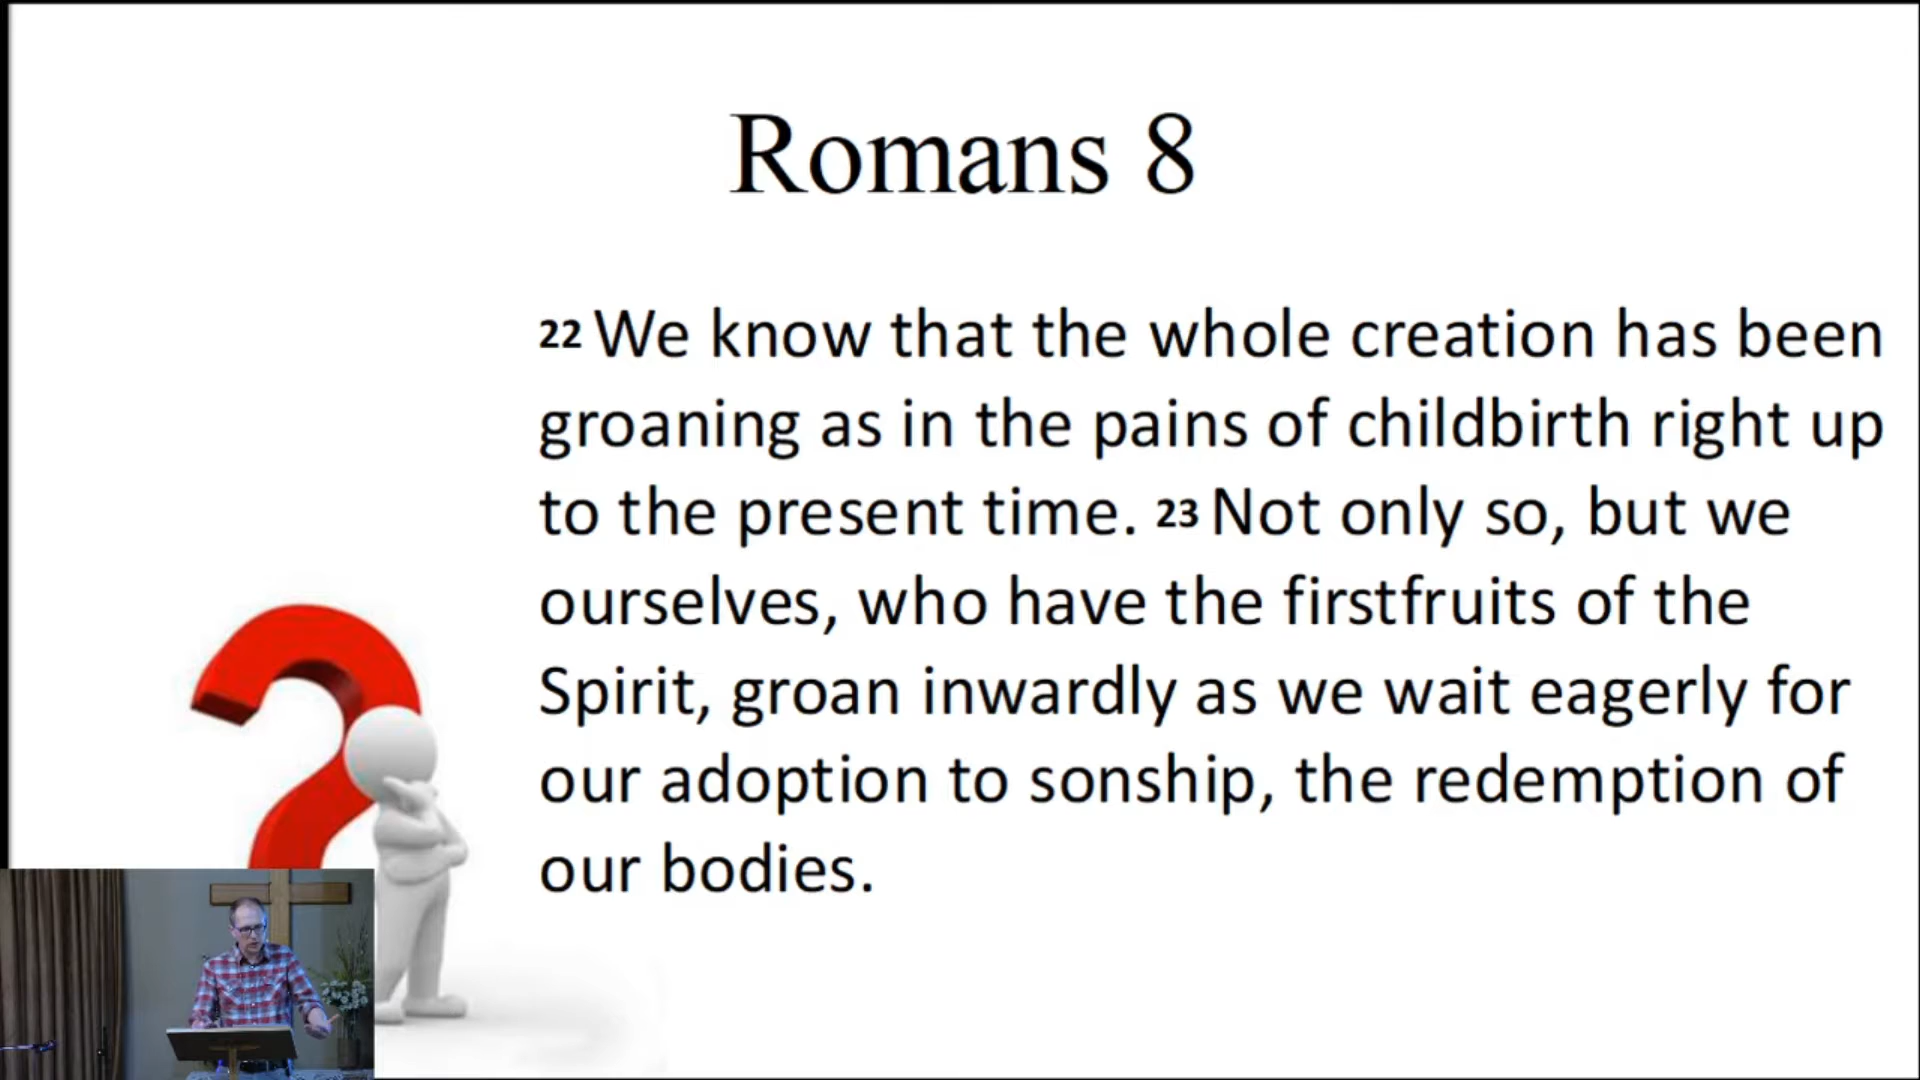 Romans 8
22 We know that the whole creation has been
groaning as in the pains of childbirth right up
to the present time. 23 Not only so, but we
ourselves, who have the firstfruits of the
Spirit, groan inwardly as we wait eagerly for
our adoption to sonship, the redemption of
our bodies.